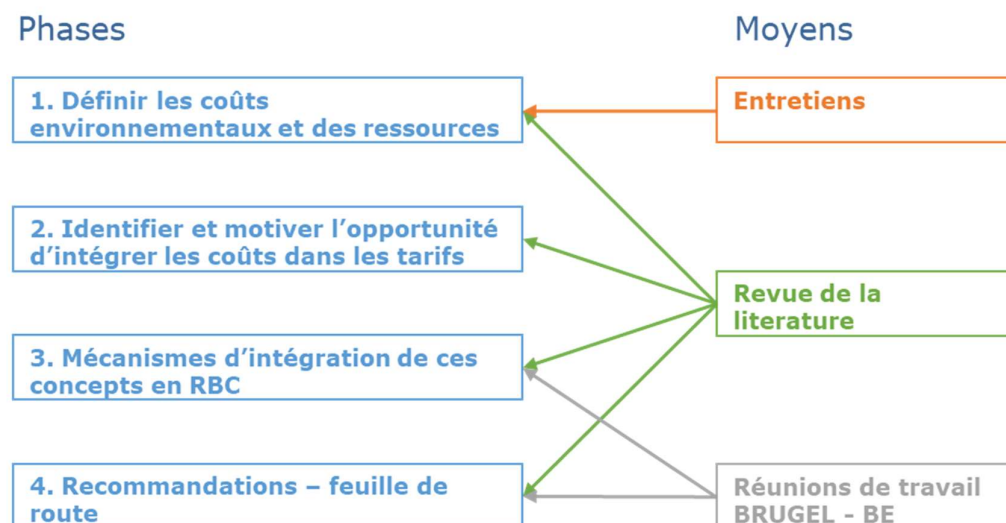 Phases
Moyens
1. Définir les coûts
environnementaux et des ressources
Entretiens
2. Identifier et motiver l’opportunité
d’intégrer les coûts dans les tarifs
Revue de la
literature
3. Mécanismes d’intégration de ces
concepts en RBC
4. Recommandations – feuille de
route
Réunions de travail
BRUGEL - BE